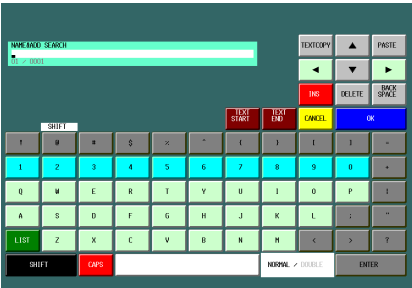 NAME&ADD SEARCH
01 / 0001
TEXTCOPY ▲ PASTE
◄ ▼ ►
INS DELETE BACK SPACE
TEXT START TEXT END CANCEL OK
SHIFT
! @ # $ % ^ ( ) [ ] -
1 2 3 4 5 6 7 8 9 0 +
Q W E R T Y U I O P
A S D F G H J K L ; "
LIST Z X C V B N M < > ?
SHIFT CAPS NORMAL / DOUBLE ENTER